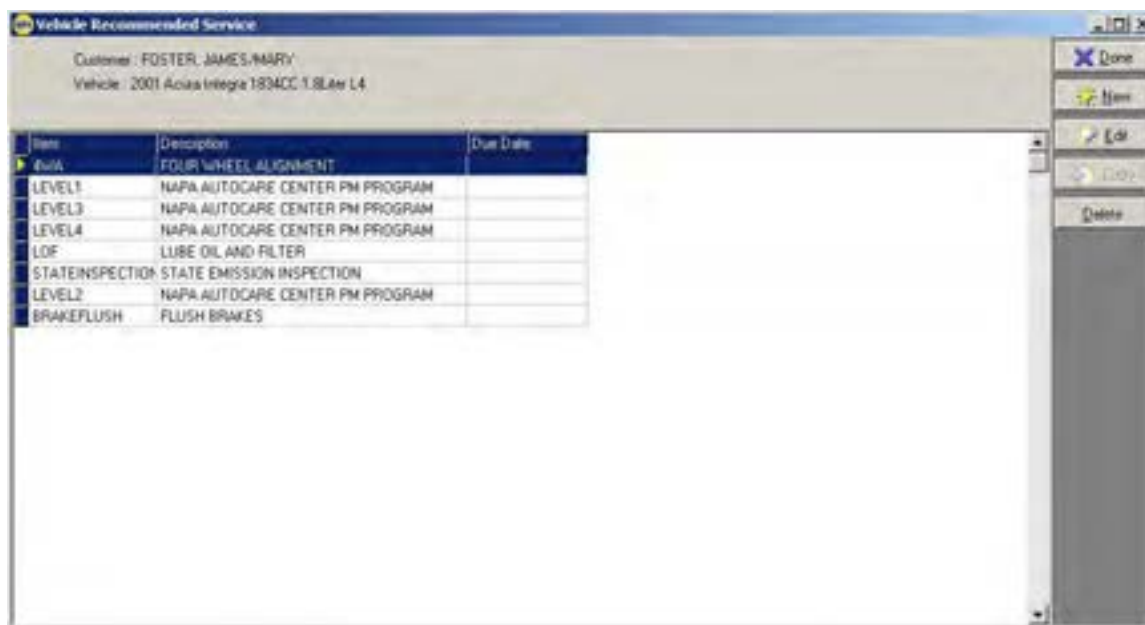 Vehicle Recommended Service
Customer : FOSTER, JAMES/MARY
Vehicle : 2001 Acura Integra 1834CC 1.8Liter L4
Done
New
Edit
Copy
Delete
Item Description Due Date
4WA FOUR WHEEL ALIGNMENT
LEVEL1 NAPA AUTOCARE CENTER PM PROGRAM
LEVEL3 NAPA AUTOCARE CENTER PM PROGRAM
LEVEL4 NAPA AUTOCARE CENTER PM PROGRAM
LOF LUBE OIL AND FILTER
STATEINSPECTION STATE EMISSION INSPECTION
LEVEL2 NAPA AUTOCARE CENTER PM PROGRAM
BRAKEFLUSH FLUSH BRAKES